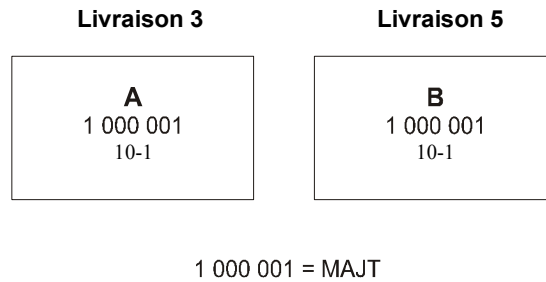 Livraison 3
Livraison 5
A
1 000 001
10-1
B
1 000 001
10-1
1 000 001 = MAJT